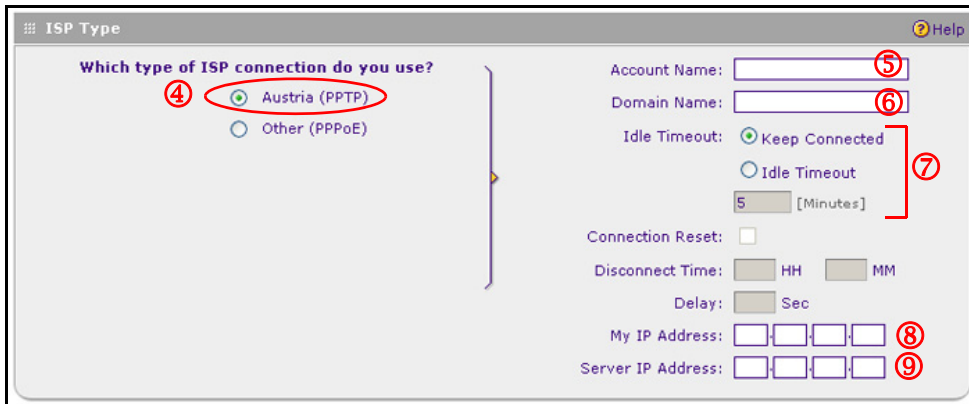 ISP Type
Help
Which type of ISP connection do you use?
④ Austria (PPTP)
Other (PPPoE)
Account Name: ⑤
Domain Name: ⑥
Idle Timeout: Keep Connected
⑦
Idle Timeout
5 [Minutes]
Connection Reset:
Disconnect Time: HH MM
Delay: Sec
My IP Address: . . . ⑧
Server IP Address: . . . ⑨